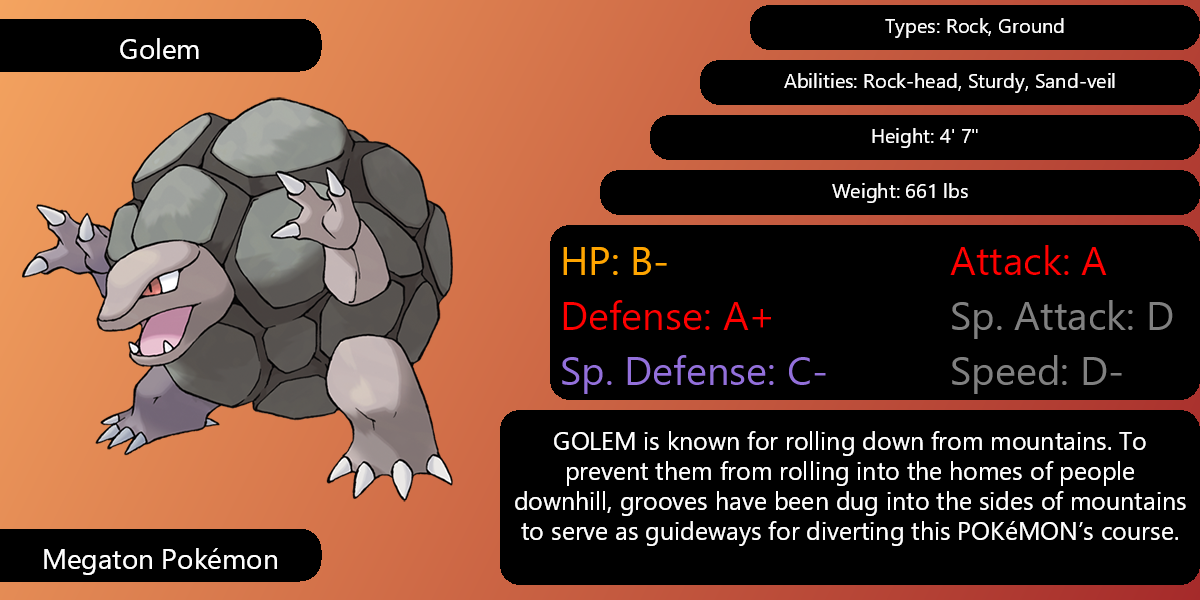 Golem
Types: Rock, Ground
Abilities: Rock-head, Sturdy, Sand-veil
Height: 4' 7"
Weight: 661 lbs
HP: B-
Attack: A
Defense: A+
Sp. Attack: D
Sp. Defense: C-
Speed: D-
GOLEM is known for rolling down from mountains. To
prevent them from rolling into the homes of people
downhill, grooves have been dug into the sides of mountains
to serve as guideways for diverting this POKéMON’s course.
Megaton Pokémon